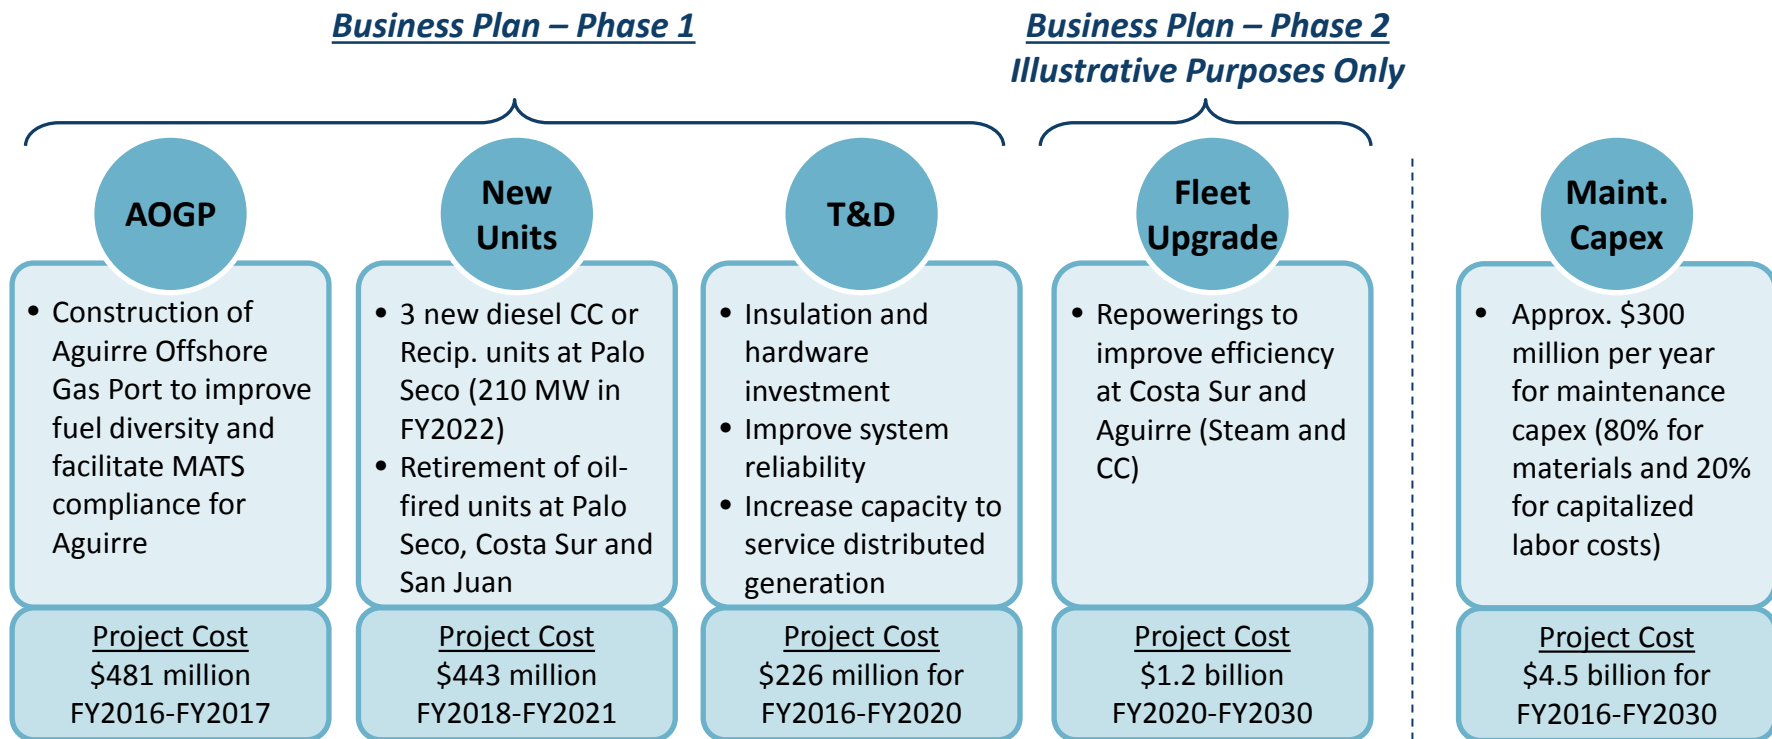 Business Plan – Phase 1
Business Plan – Phase 2
Illustrative Purposes Only
AOGP
• Construction of
Aguirre Offshore
Gas Port to improve
fuel diversity and
facilitate MATS
compliance for
Aguirre
Project Cost
$481 million
FY2016-FY2017
New
Units
• 3 new diesel CC or
Recip. units at Palo
Seco (210 MW in
FY2022)
• Retirement of oil-
fired units at Palo
Seco, Costa Sur and
San Juan
Project Cost
$443 million
FY2018-FY2021
T&D
• Insulation and
hardware
investment
• Improve system
reliability
• Increase capacity to
service distributed
generation
Project Cost
$226 million for
FY2016-FY2020
Fleet
Upgrade
• Repowerings to
improve efficiency
at Costa Sur and
Aguirre (Steam and
CC)
Project Cost
$1.2 billion
FY2020-FY2030
Maint.
Capex
• Approx. $300
million per year
for maintenance
capex (80% for
materials and 20%
for capitalized
labor costs)
Project Cost
$4.5 billion for
FY2016-FY2030